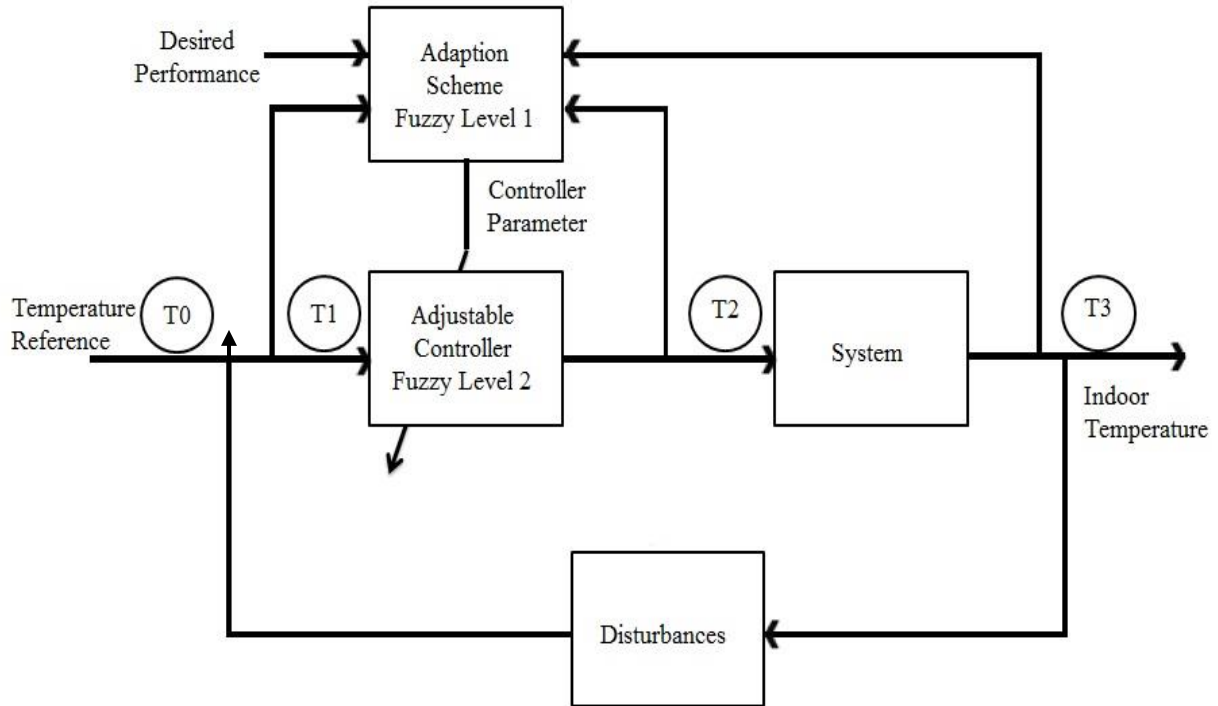 Desired
Performance
Adaption
Scheme
Fuzzy Level 1
Controller
Parameter
Temperature
Reference
T0
T1
Adjustable
Controller
Fuzzy Level 2
T2
System
T3
Indoor
Temperature
Disturbances